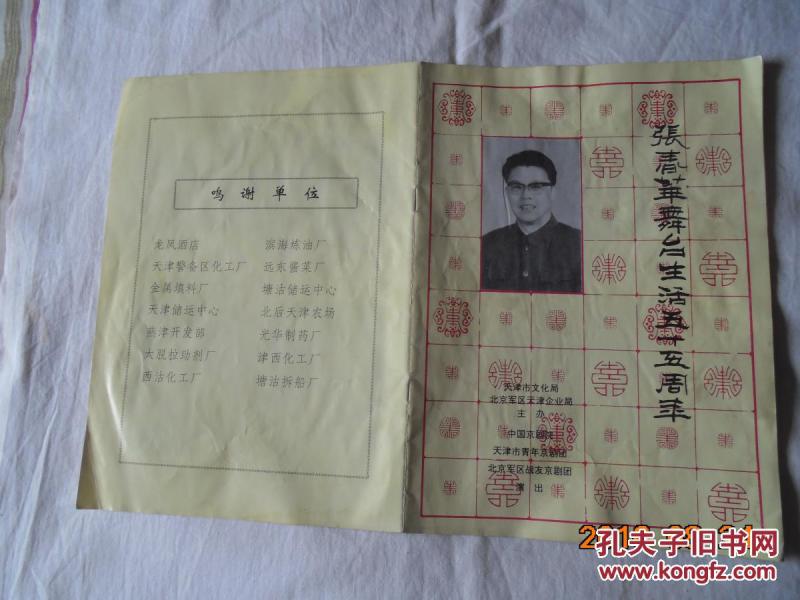 鸣谢单位
龙凤酒店 滨海炼油厂
天津警备区化工厂 远东酱菜厂
金属填料厂 塘沽储运中心
天津储运中心 北后天津农场
燕津开发部 光华制药厂
大脱拉动剂厂 津西化工厂
西沽化工厂 塘沽拆船厂
張春華舞台生活五十五周年
天津市文化局
北京军区天津企业局
主办
中国京剧院
天津市青年京剧团
北京军区战友京剧团
演出
孔夫子旧书网
www.kongfz.com